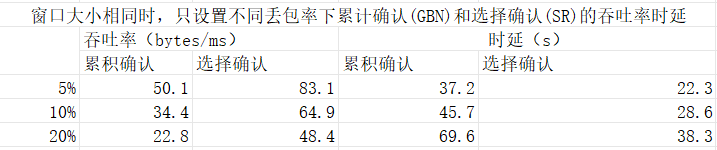 窗口大小相同时，只设置不同丢包率下累计确认(GBN)和选择确认(SR)的吞吐率时延
吞吐率（bytes/ms） 时延（s）
累积确认 选择确认 累积确认 选择确认
5% 50.1 83.1 37.2 22.3
10% 34.4 64.9 45.7 28.6
20% 22.8 48.4 69.6 38.3